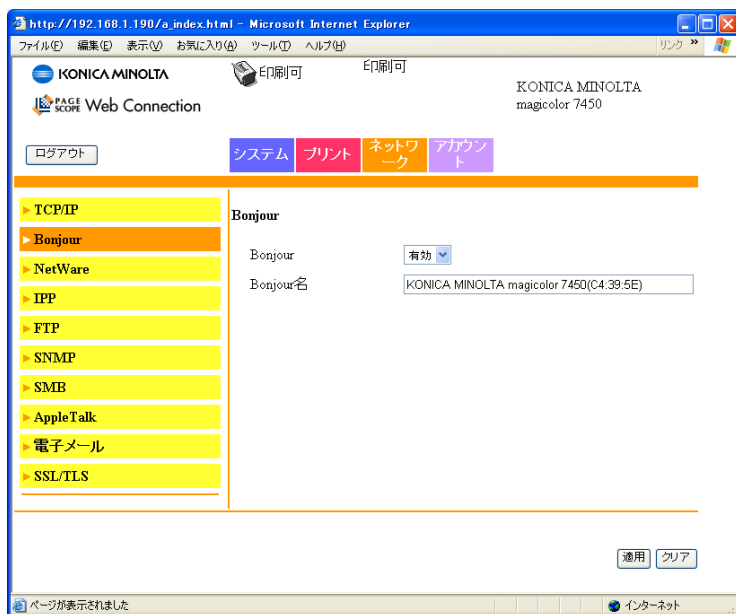 http://192.168.1.190/a_index.html - Microsoft Internet Explorer
ファイル(F) 編集(E) 表示(V) お気に入り(A) ツール(T) ヘルプ(H) リンク »
KONICA MINOLTA
印刷可
印刷可
KONICA MINOLTA
magicolor 7450
PAGE SCOPE Web Connection
ログアウト
システム
プリント
ネットワ
ーク
アカウン
ト
TCP/IP
Bonjour
NetWare
IPP
FTP
SNMP
SMB
AppleTalk
電子メール
SSL/TLS
Bonjour
Bonjour 有効
Bonjour名 KONICA MINOLTA magicolor 7450(C4:39:5E)
適用 クリア
ページが表示されました インターネット